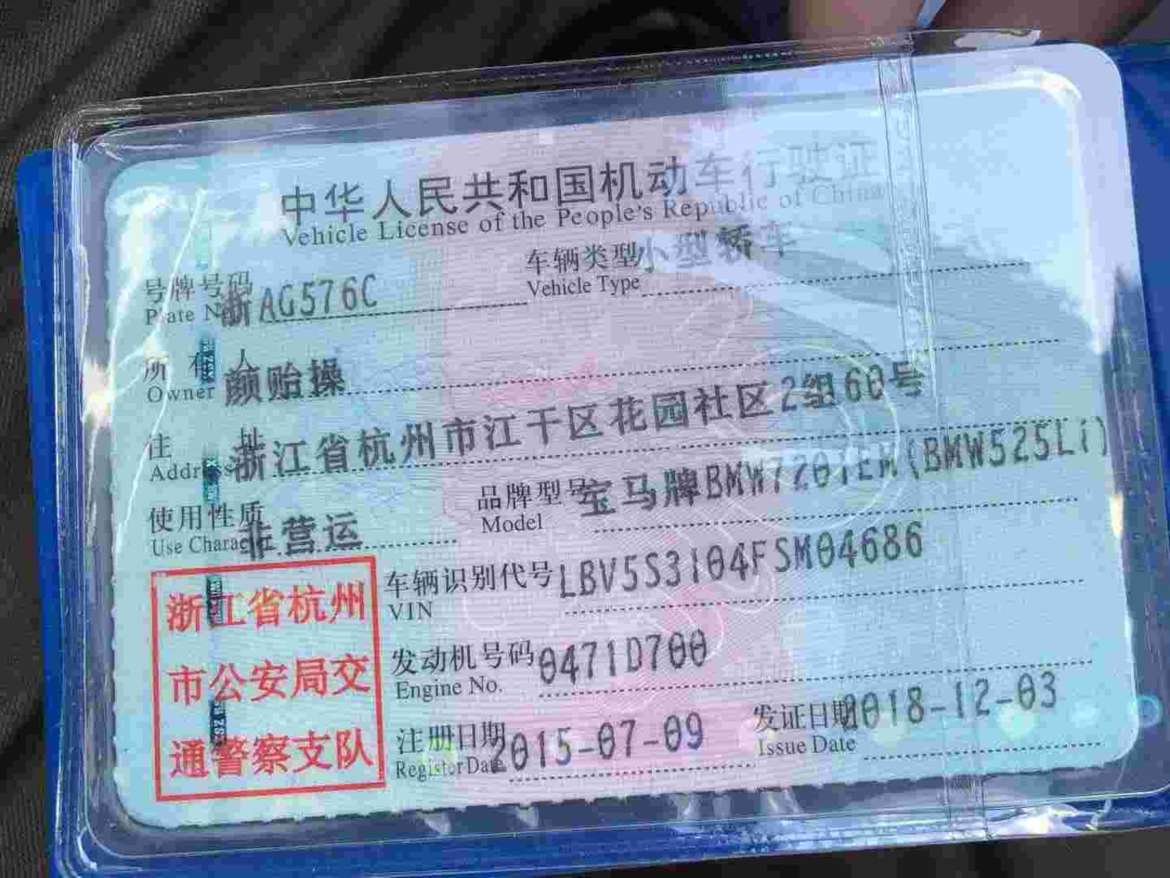 中华人民共和国机动车行驶证
Vehicle License of the People's Republic of China
号牌号码 浙AG576C 车辆类型 小型轿车
Plate No. Vehicle Type
所有人 颜贻操
Owner
住址 浙江省杭州市江干区花园社区2组60号
Address
使用性质 非营运 品牌型号 宝马牌BMW7201EM(BMW525Li)
Use Character Model
车辆识别代号 LBV5S3104FSM04686
VIN
发动机号码 0471D700
Engine No.
注册日期 2015-07-09 发证日期 2018-12-03
Register Date Issue Date
浙江省杭州
市公安局交
通警察支队